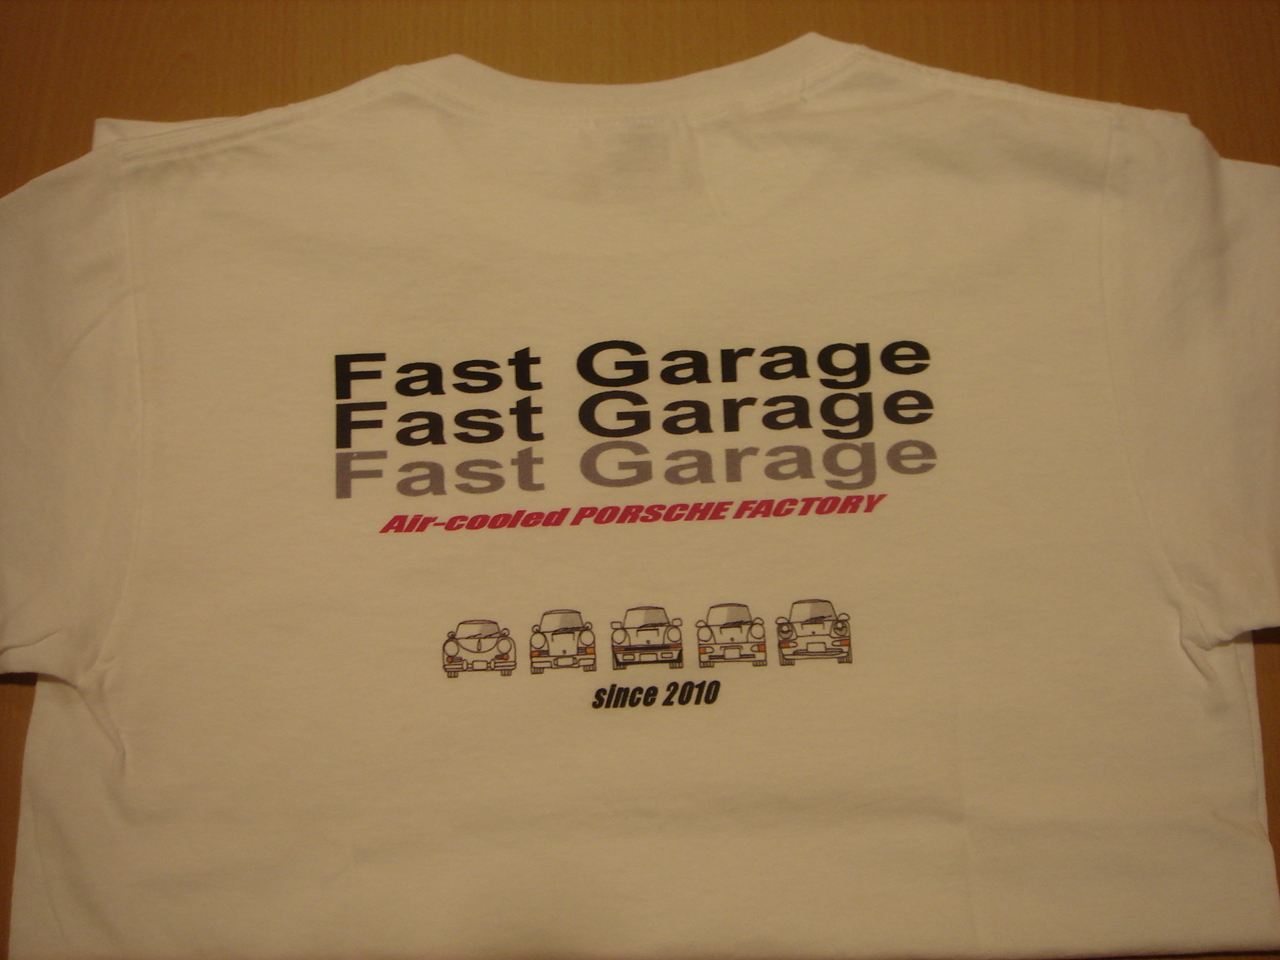 Fast Garage
Fast Garage
Fast Garage
Air-cooled PORSCHE FACTORY
since 2010